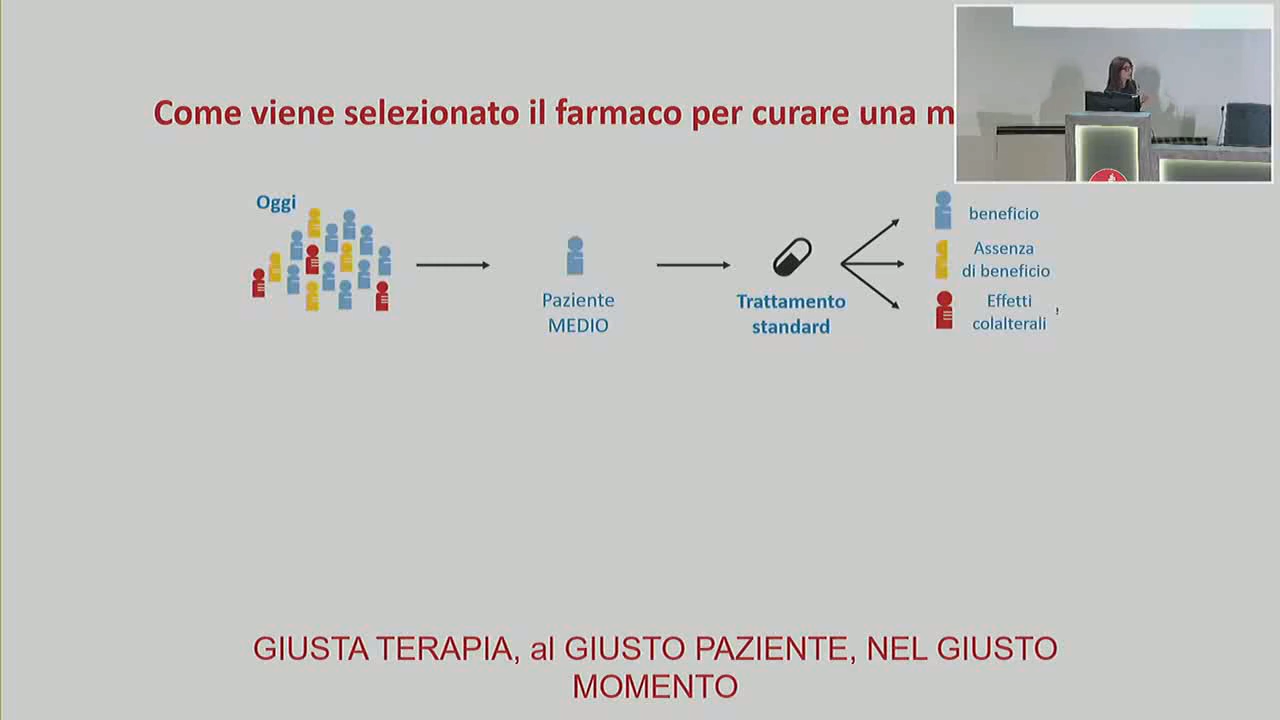 Come viene selezionato il farmaco per curare una m
Oggi
Paziente
MEDIO
Trattamento
standard
beneficio
Assenza
di beneficio
Effetti
colalterali
GIUSTA TERAPIA, al GIUSTO PAZIENTE, NEL GIUSTO
MOMENTO